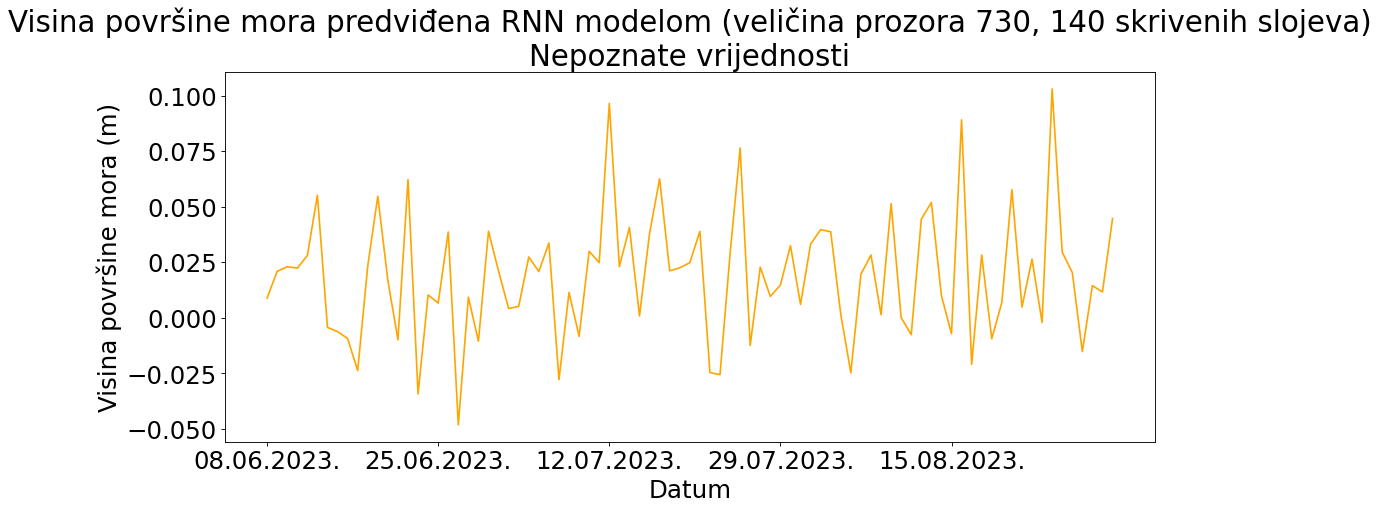 Visina površine mora predviđena RNN modelom (veličina prozora 730, 140 skrivenih slojeva)
Nepoznate vrijednosti
Visina površine mora (m)
0.100
0.075
0.050
0.025
0.000
−0.025
−0.050
08.06.2023. 25.06.2023. 12.07.2023. 29.07.2023. 15.08.2023.
Datum